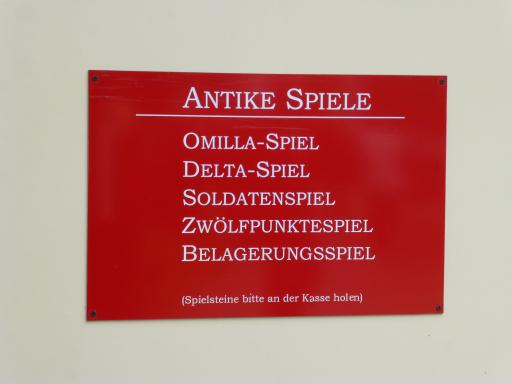 ANTIKE SPIELE
OMILLA-SPIEL
DELTA-SPIEL
SOLDATENSPIEL
ZWÖLFPUNKTESPIEL
BELAGERUNGSSPIEL
(Spielsteine bitte an der Kasse holen)